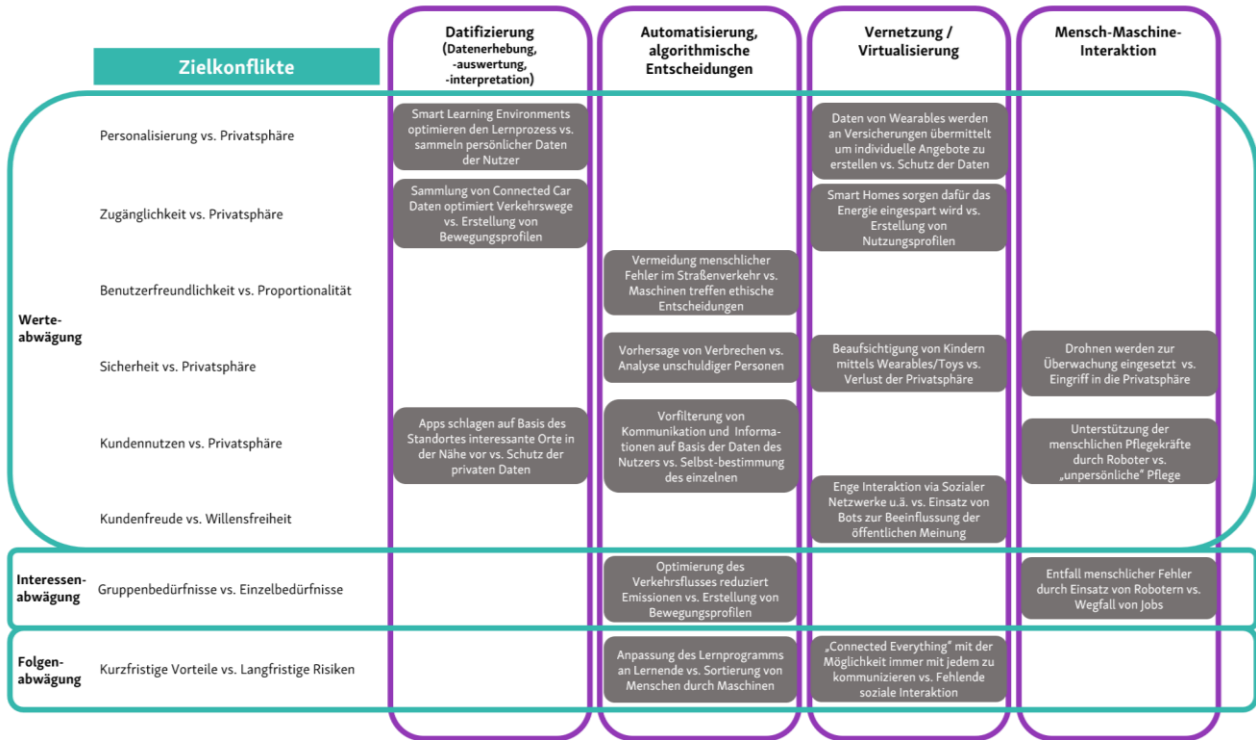 Zielkonflikte
Datifizierung
(Datenerhebung,
-auswertung,
-interpretation)
Automatisierung,
algorithmische
Entscheidungen
Vernetzung /
Virtualisierung
Mensch-Maschine-
Interaktion
Werte-
abwägung
Personalisierung vs. Privatsphäre
Smart Learning Environments
optimieren den Lernprozess vs.
sammeln persönlicher Daten
der Nutzer
Daten von Wearables werden
an Versicherungen übermittelt
um individuelle Angebote zu
erstellen vs. Schutz der Daten
Zugänglichkeit vs. Privatsphäre
Sammlung von Connected Car
Daten optimiert Verkehrswege
vs. Erstellung von
Bewegungsprofilen
Smart Homes sorgen dafür das
Energie eingespart wird vs.
Erstellung von
Nutzungsprofilen
Benutzerfreundlichkeit vs. Proportionalität
Vermeidung menschlicher
Fehler im Straßenverkehr vs.
Maschinen treffen ethische
Entscheidungen
Sicherheit vs. Privatsphäre
Vorhersage von Verbrechen vs.
Analyse unschuldiger Personen
Beaufsichtigung von Kindern
mittels Wearables/Toys vs.
Verlust der Privatsphäre
Drohnen werden zur
Überwachung eingesetzt vs.
Eingriff in die Privatsphäre
Kundennutzen vs. Privatsphäre
Apps schlagen auf Basis des
Standortes interessante Orte in
der Nähe vor vs. Schutz der
privaten Daten
Vorfilterung von
Kommunikation und Informa-
tionen auf Basis der Daten des
Nutzers vs. Selbst-bestimmung
des einzelnen
Unterstützung der
menschlichen Pflegekräfte
durch Roboter vs.
„unpersönliche“ Pflege
Kundenfreude vs. Willensfreiheit
Enge Interaktion via Sozialer
Netzwerke u.ä. vs. Einsatz von
Bots zur Beeinflussung der
öffentlichen Meinung
Interessen-
abwägung
Gruppenbedürfnisse vs. Einzelbedürfnisse
Optimierung des
Verkehrsflusses reduziert
Emissionen vs. Erstellung von
Bewegungsprofilen
Entfall menschlicher Fehler
durch Einsatz von Robotern vs.
Wegfall von Jobs
Folgen-
abwägung
Kurzfristige Vorteile vs. Langfristige Risiken
Anpassung des Lernprogramms
an Lernende vs. Sortierung von
Menschen durch Maschinen
„Connected Everything“ mit der
Möglichkeit immer mit jedem zu
kommunizieren vs. Fehlende
soziale Interaktion